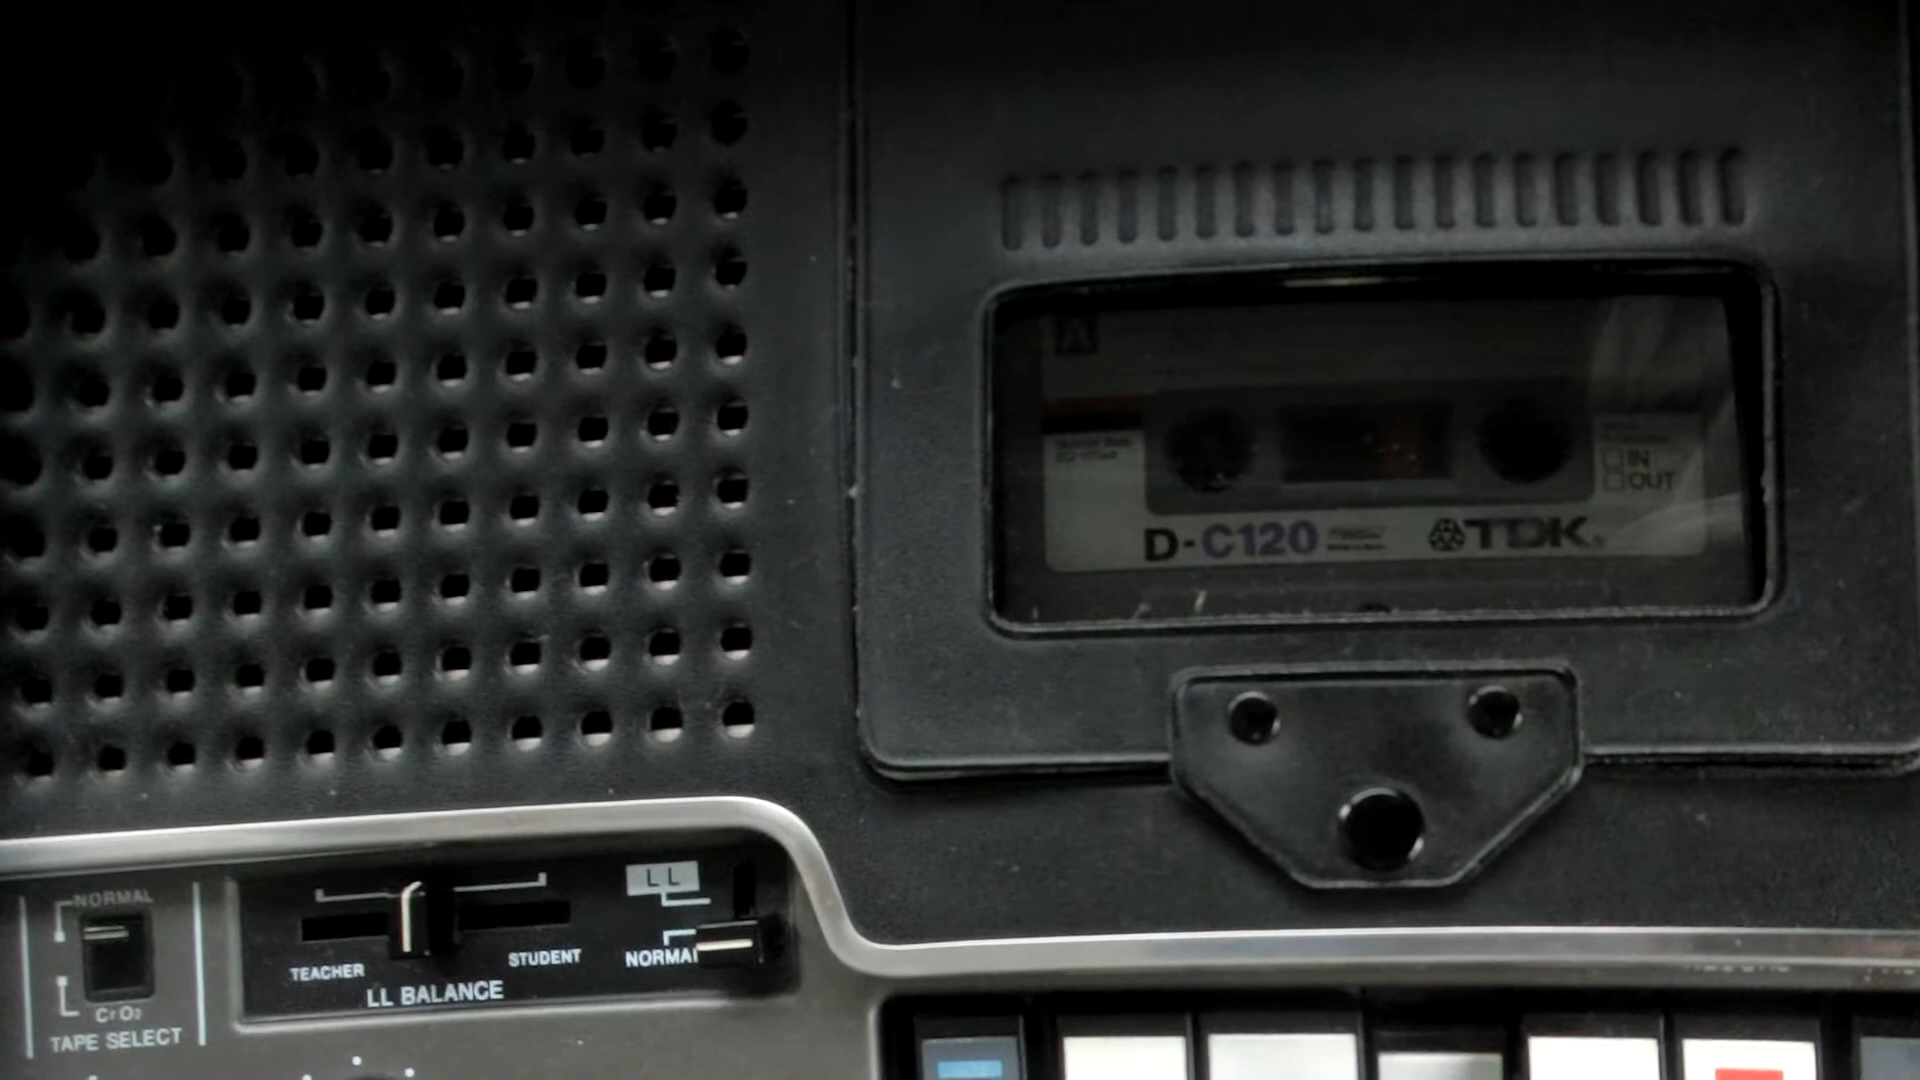 A
IN
OUT
D-C120
TDK
NORMAL
CrO2
TAPE SELECT
TEACHER
STUDENT
LL BALANCE
LL
NORMAL